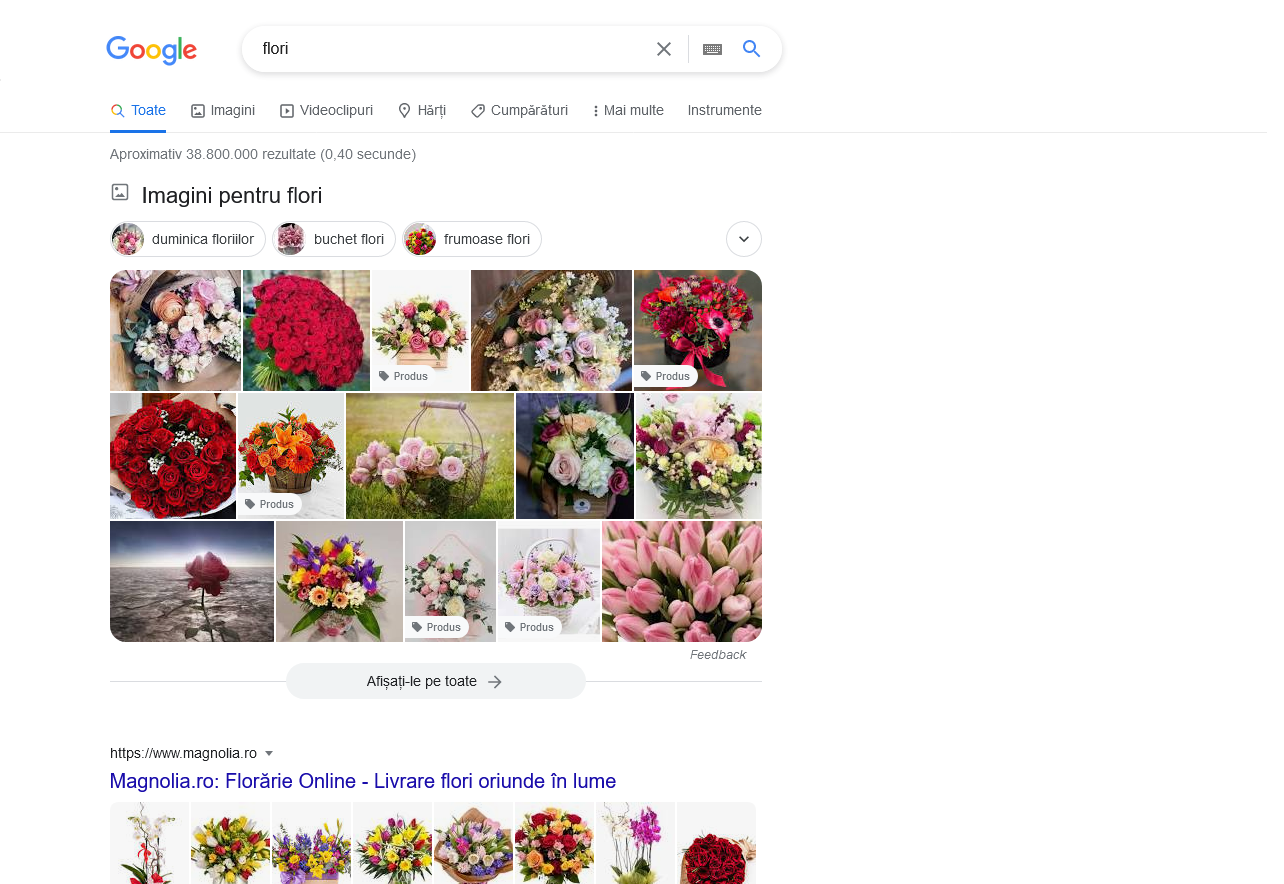 Google
flori
Toate Imagini Videoclipuri Hărți Cumpărături Mai multe Instrumente
Aproximativ 38.800.000 rezultate (0,40 secunde)
Imagini pentru flori
duminica floriilor buchet flori frumoase flori
Produs Produs
Produs
Produs Produs
Feedback
Afișați-le pe toate
https://www.magnolia.ro
Magnolia.ro: Florărie Online - Livrare flori oriunde în lume